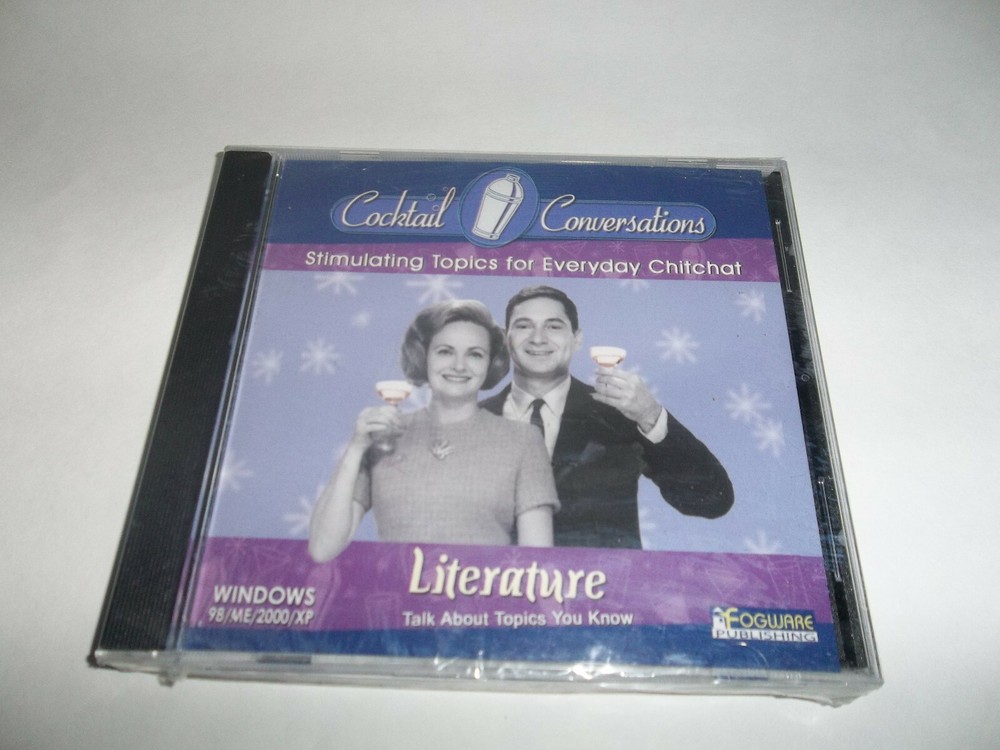 Cocktail Conversations
Stimulating Topics for Everyday Chitchat
Literature
WINDOWS
98/ME/2000/XP
Talk About Topics You Know
FOGWARE
PUBLISHING